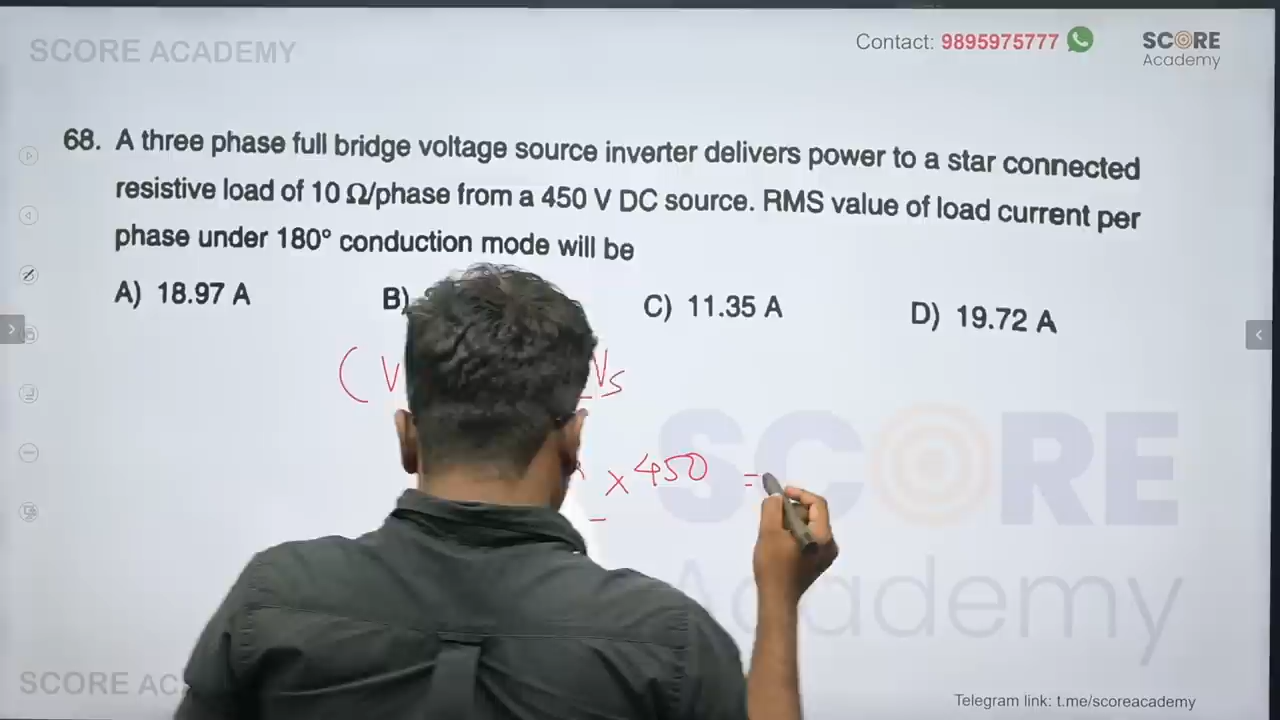 SCORE ACADEMY
Contact: 9895975777
SCORE
Academy
68. A three phase full bridge voltage source inverter delivers power to a star connected
resistive load of 10 Ω/phase from a 450 V DC source. RMS value of load current per
phase under 180° conduction mode will be
A) 18.97 A B) C) 11.35 A D) 19.72 A
( V Vs
× 450 =
SCORE
Academy
SCORE AC
Telegram link: t.me/scoreacademy